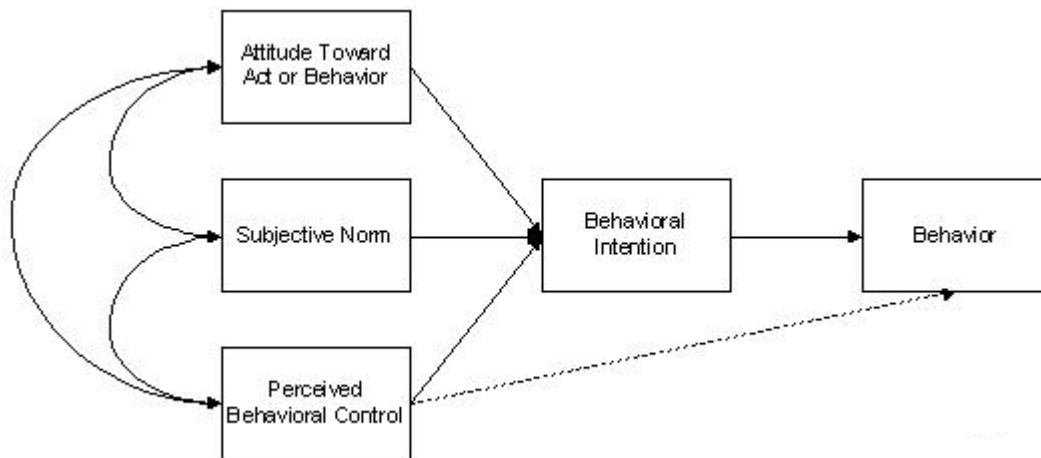 Attitude Toward
Act or Behavior
Subjective Norm
Behavioral
Intention
Behavior
Perceived
Behavioral Control